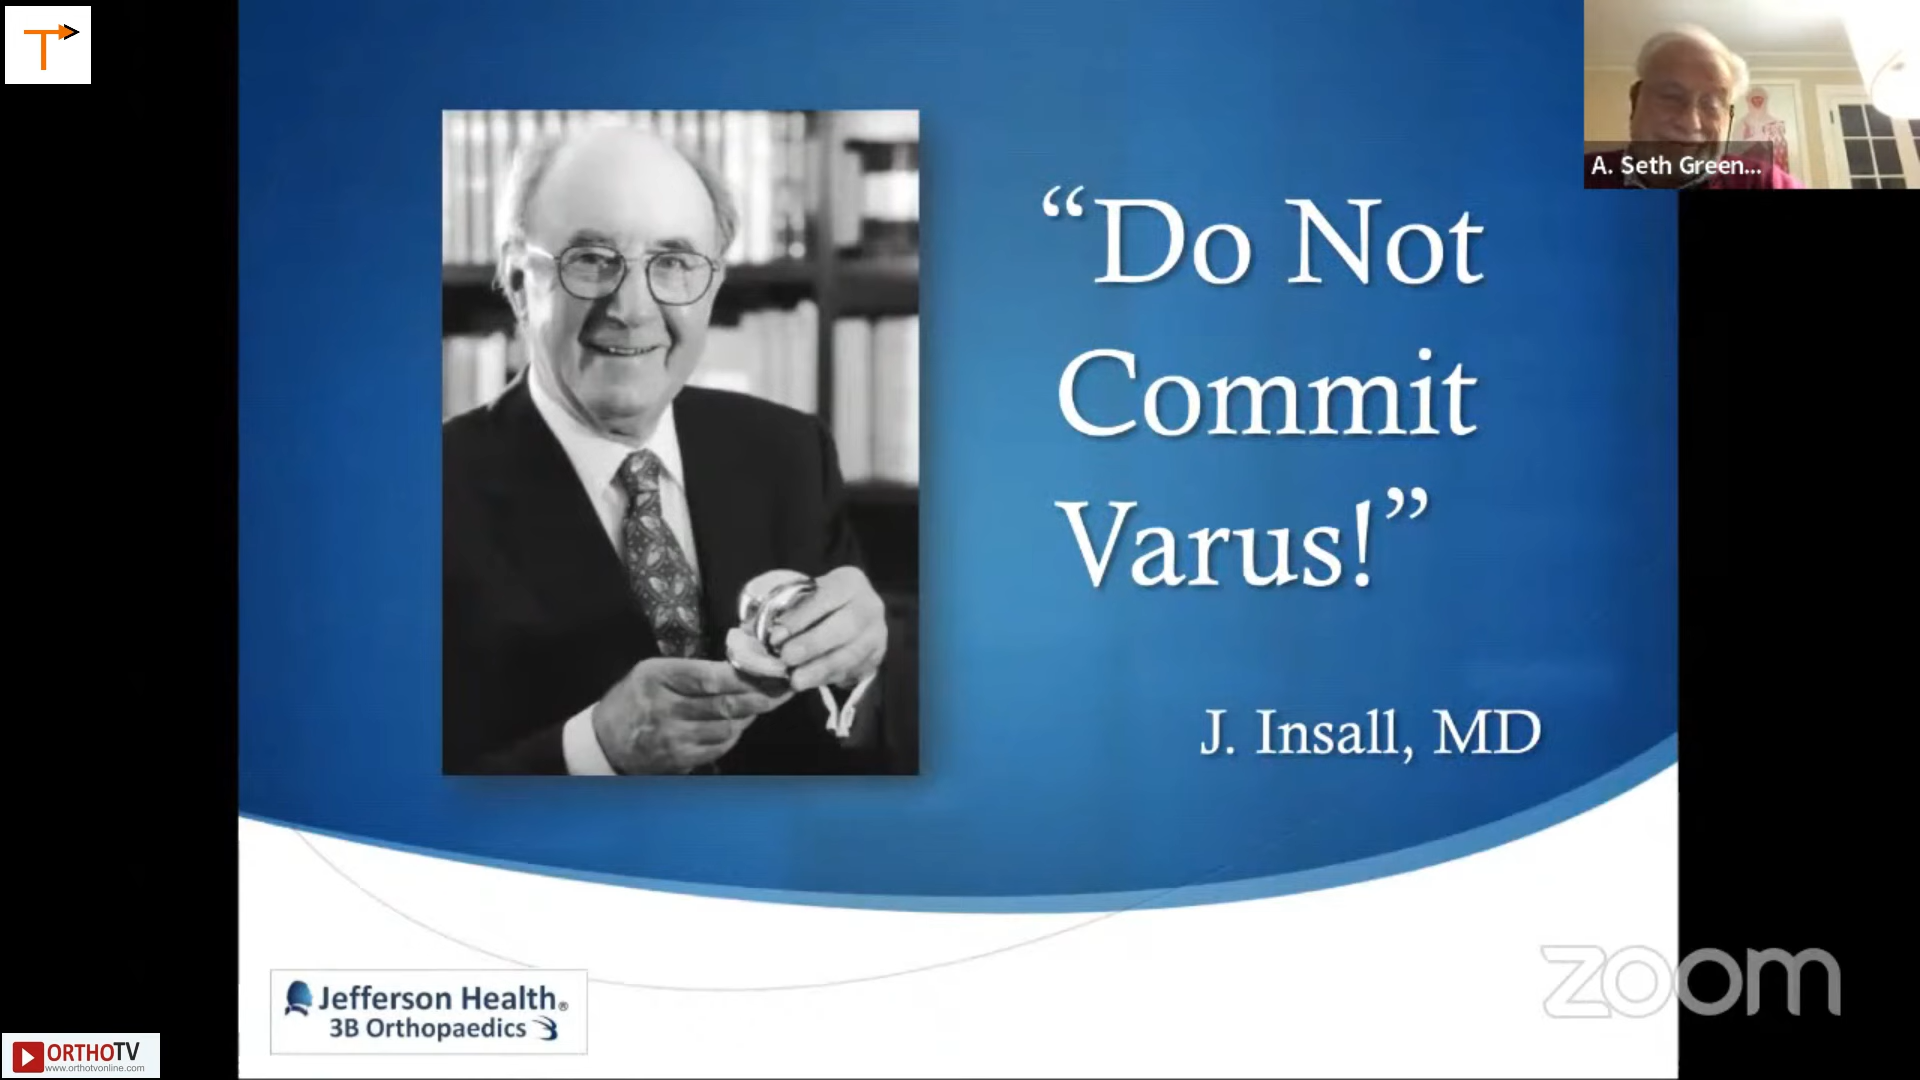 T
A. Seth Green...
“Do Not
Commit
Varus!”
J. Insall, MD
Jefferson Health®
3B Orthopaedics
zoom
ORTHOTV
www.orthotvonline.com